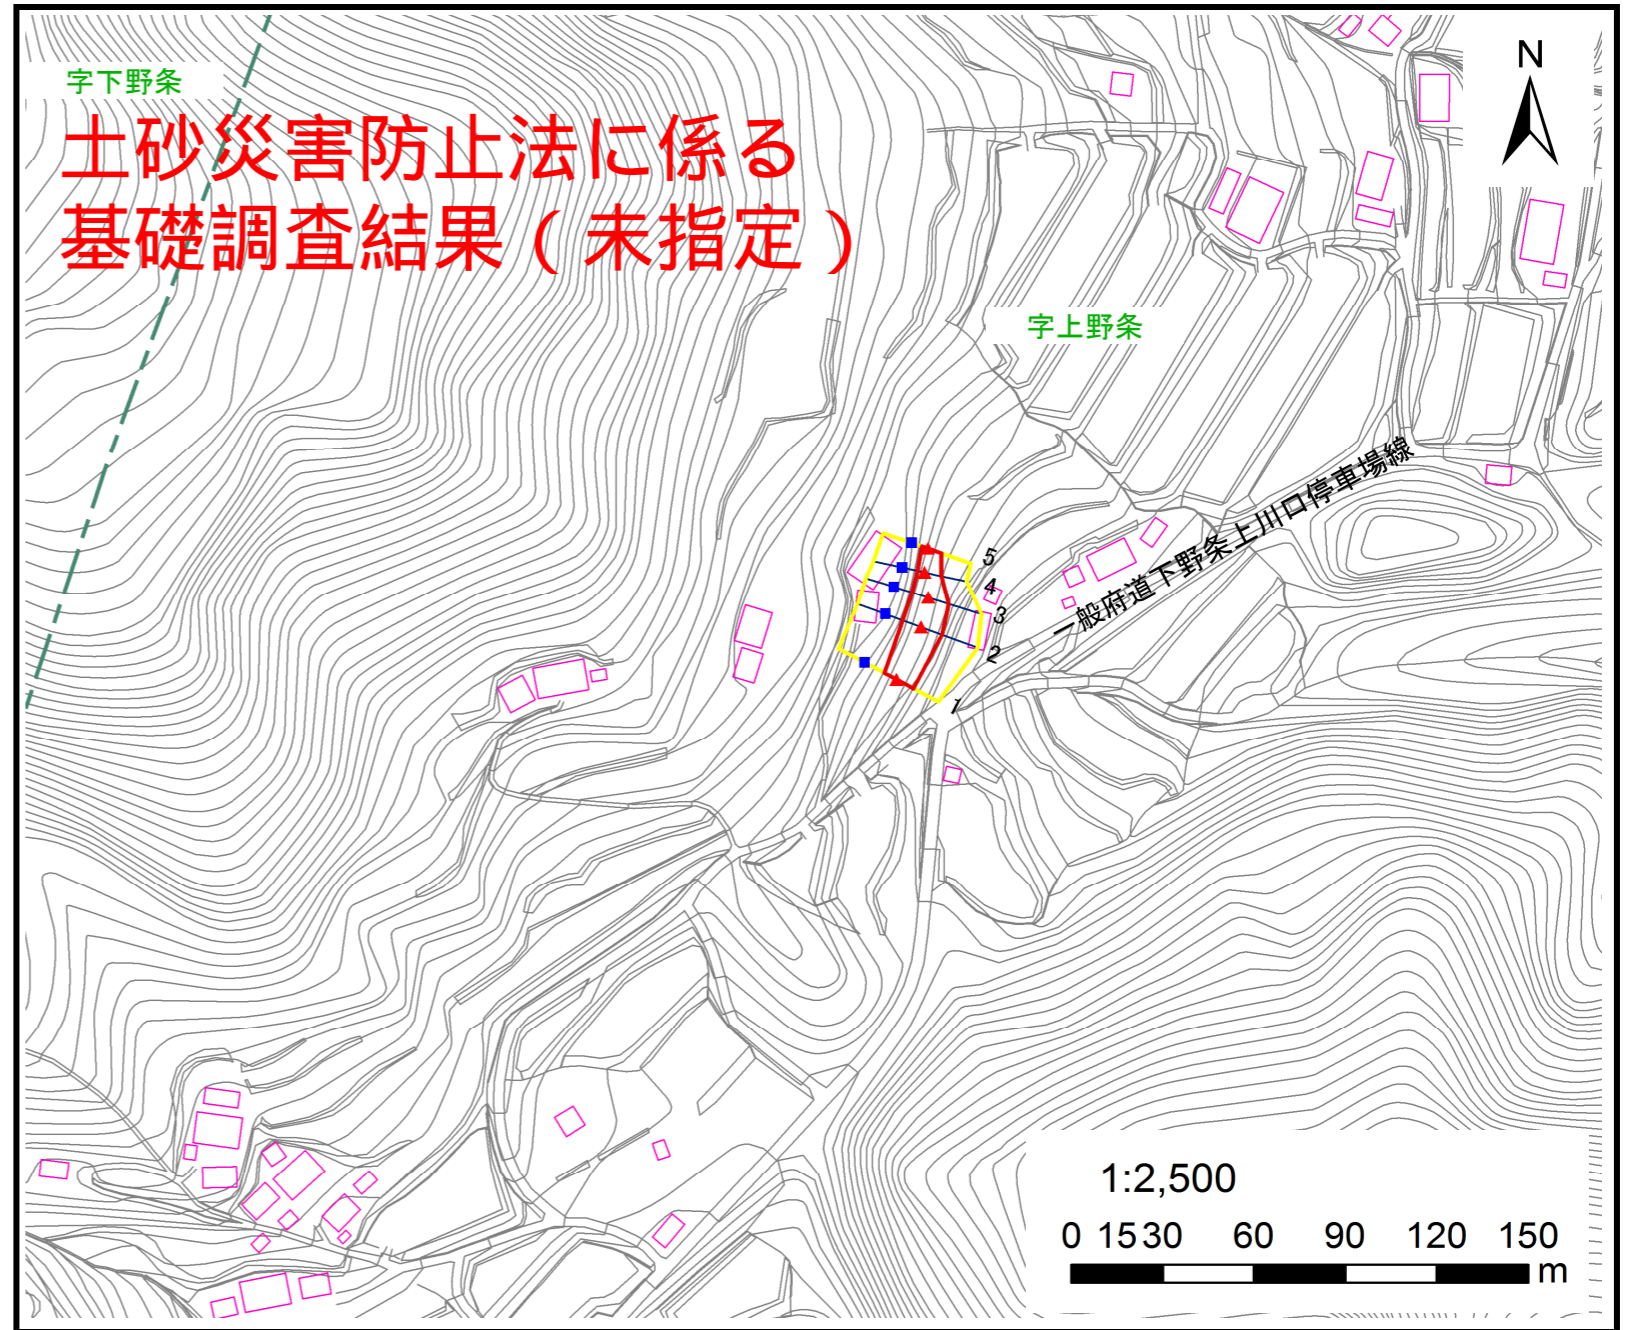 字下野条
土砂災害防止法に係る
基礎調査結果（未指定）
N
字上野条
一般府道下野条上川口停車場線
5
4
3
2
1
1:2,500
0 15 30 60 90 120 150
m